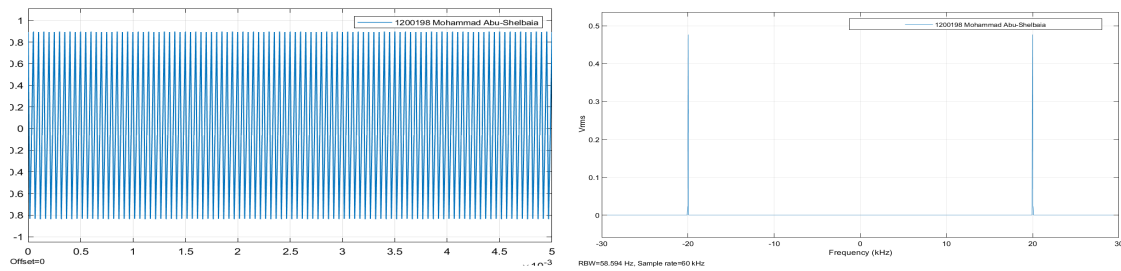 1200198 Mohammad Abu-Shelbaia
1
0.8
0.6
0.4
0.2
0
0.2
0.4
0.6
0.8
-1
0 0.5 1 1.5 2 2.5 3 3.5 4 4.5 5
Offset=0
1200198 Mohammad Abu-Shelbaia
0.5
0.4
0.3
0.2
0.1
0
Vrms
-30 -20 -10 0 10 20 30
Frequency (kHz)
RBW=58.594 Hz, Sample rate=60 kHz